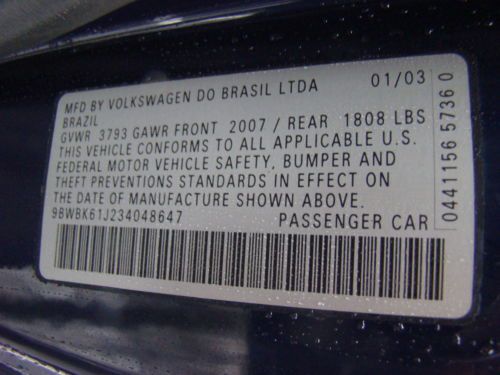 MFD BY VOLKSWAGEN DO BRASIL LTDA 01/03
BRAZIL
GVWR 3793 GAWR FRONT 2007 / REAR 1808 LBS
THIS VEHICLE CONFORMS TO ALL APPLICABLE U.S.
FEDERAL MOTOR VEHICLE SAFETY, BUMPER AND
THEFT PREVENTIONS STANDARDS IN EFFECT ON
THE DATE OF MANUFACTURE SHOWN ABOVE.
9BWBK61J234048647 PASSENGER CAR
0441156 5736 0